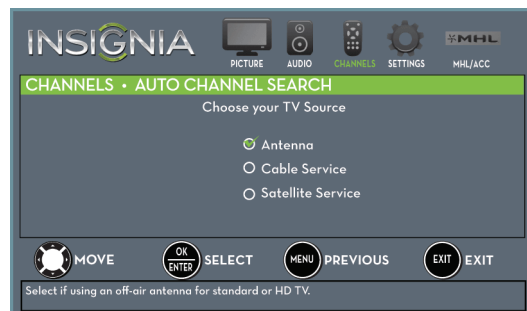 INSIGNIA
PICTURE AUDIO CHANNELS SETTINGS MHL MHL/ACC
CHANNELS • AUTO CHANNEL SEARCH
Choose your TV Source
Antenna
Cable Service
Satellite Service
MOVE OK ENTER SELECT MENU PREVIOUS EXIT EXIT
Select if using an off-air antenna for standard or HD TV.